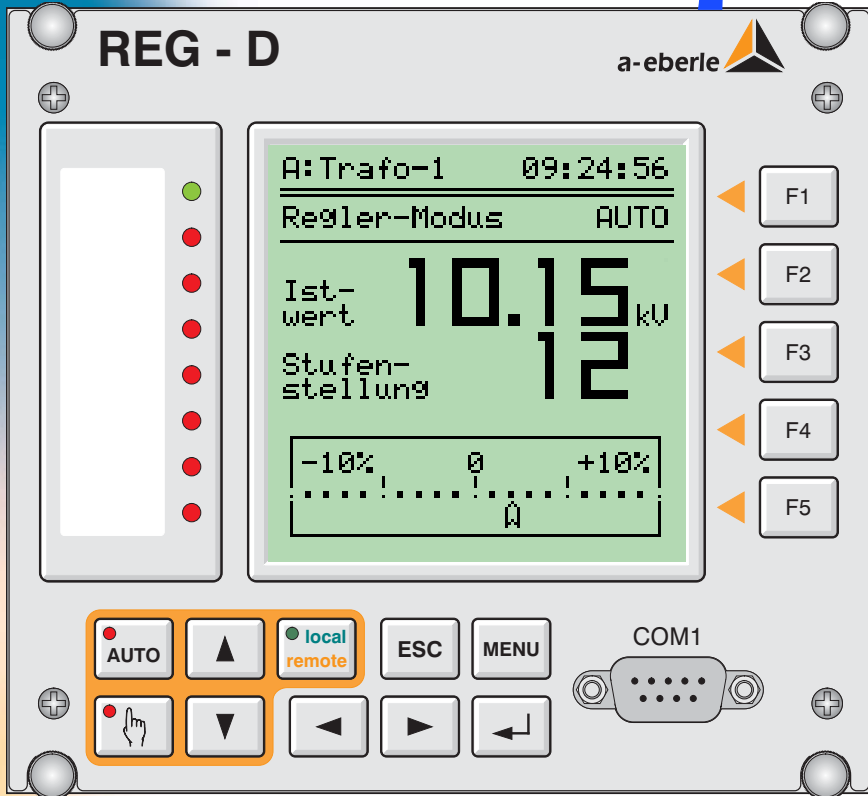 REG - D
a-eberle
A:Trafo-1 09:24:56
Regler-Modus AUTO
Ist-
wert 10.15 kV
Stufen-
stellung 12
-10% 0 +10%
F1
F2
F3
F4
F5
AUTO
local
remote
ESC
MENU
COM1